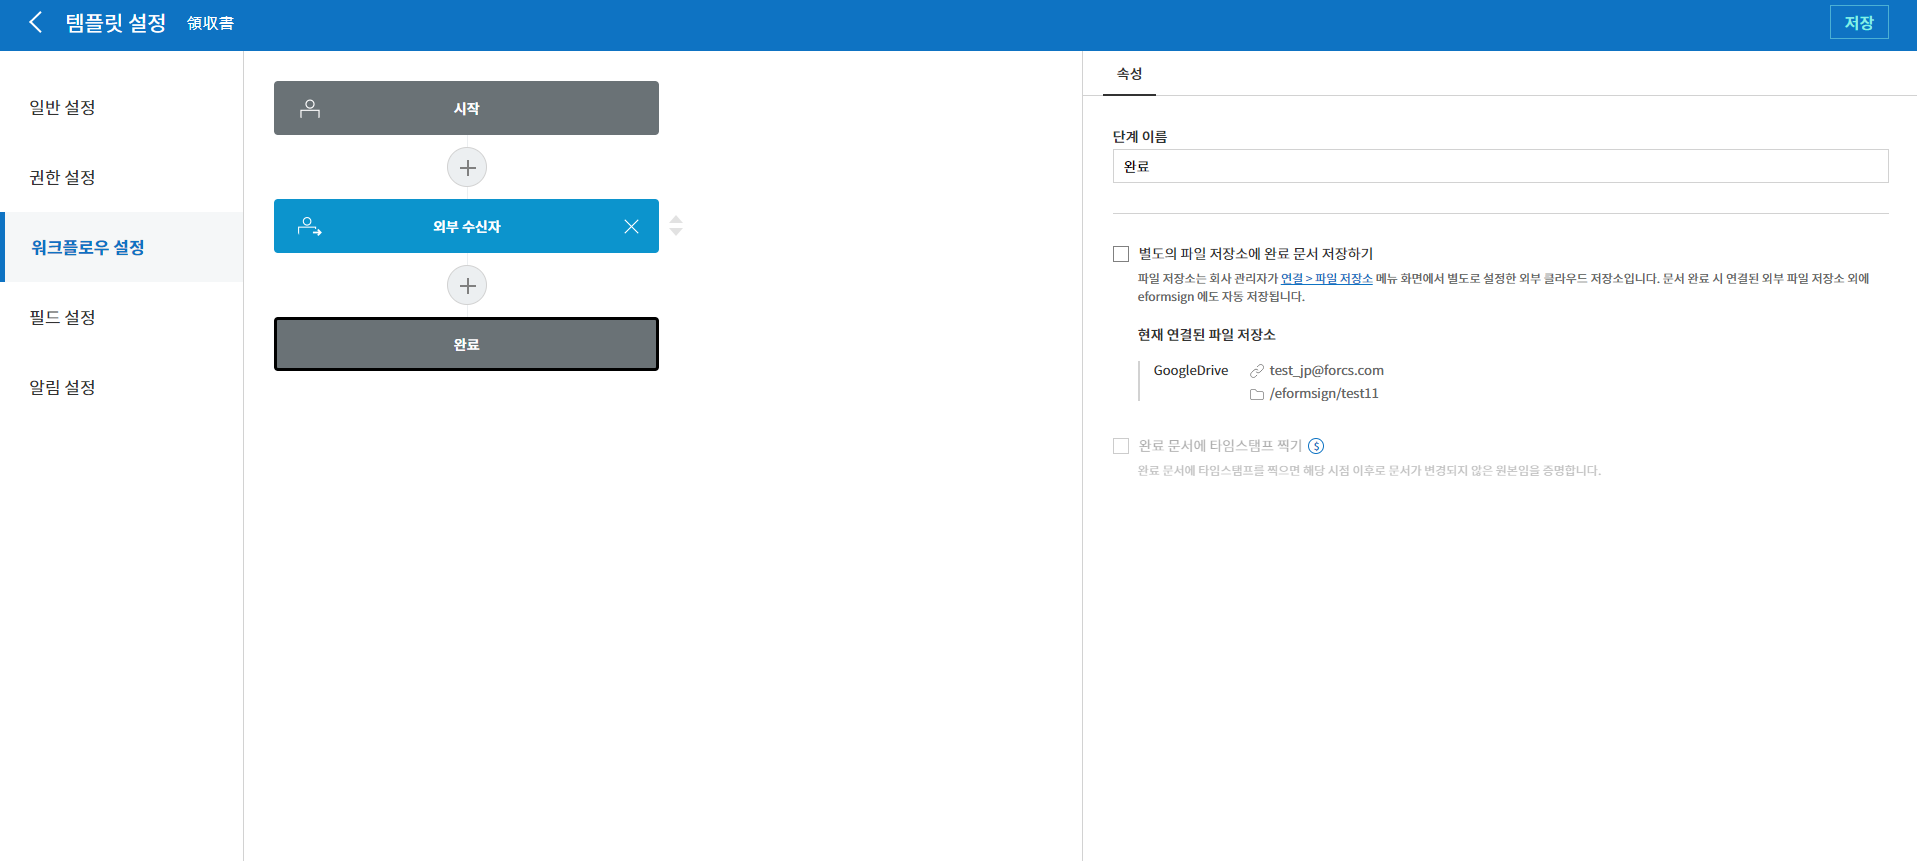 템플릿 설정 領収書
저장
일반 설정
권한 설정
워크플로우 설정
필드 설정
알림 설정
시작
외부 수신자
완료
속성
단계 이름
완료
별도의 파일 저장소에 완료 문서 저장하기
파일 저장소는 회사 관리자가 연결 > 파일 저장소 메뉴 화면에서 별도로 설정한 외부 클라우드 저장소입니다. 문서 완료 시 연결된 외부 파일 저장소 외에
eformsign 에도 자동 저장됩니다.
현재 연결된 파일 저장소
GoogleDrive test_jp@forcs.com
/eformsign/test11
완료 문서에 타임스탬프 찍기 $
완료 문서에 타임스템프를 찍으면 해당 시점 이후로 문서가 변경되지 않은 원본임을 증명합니다.